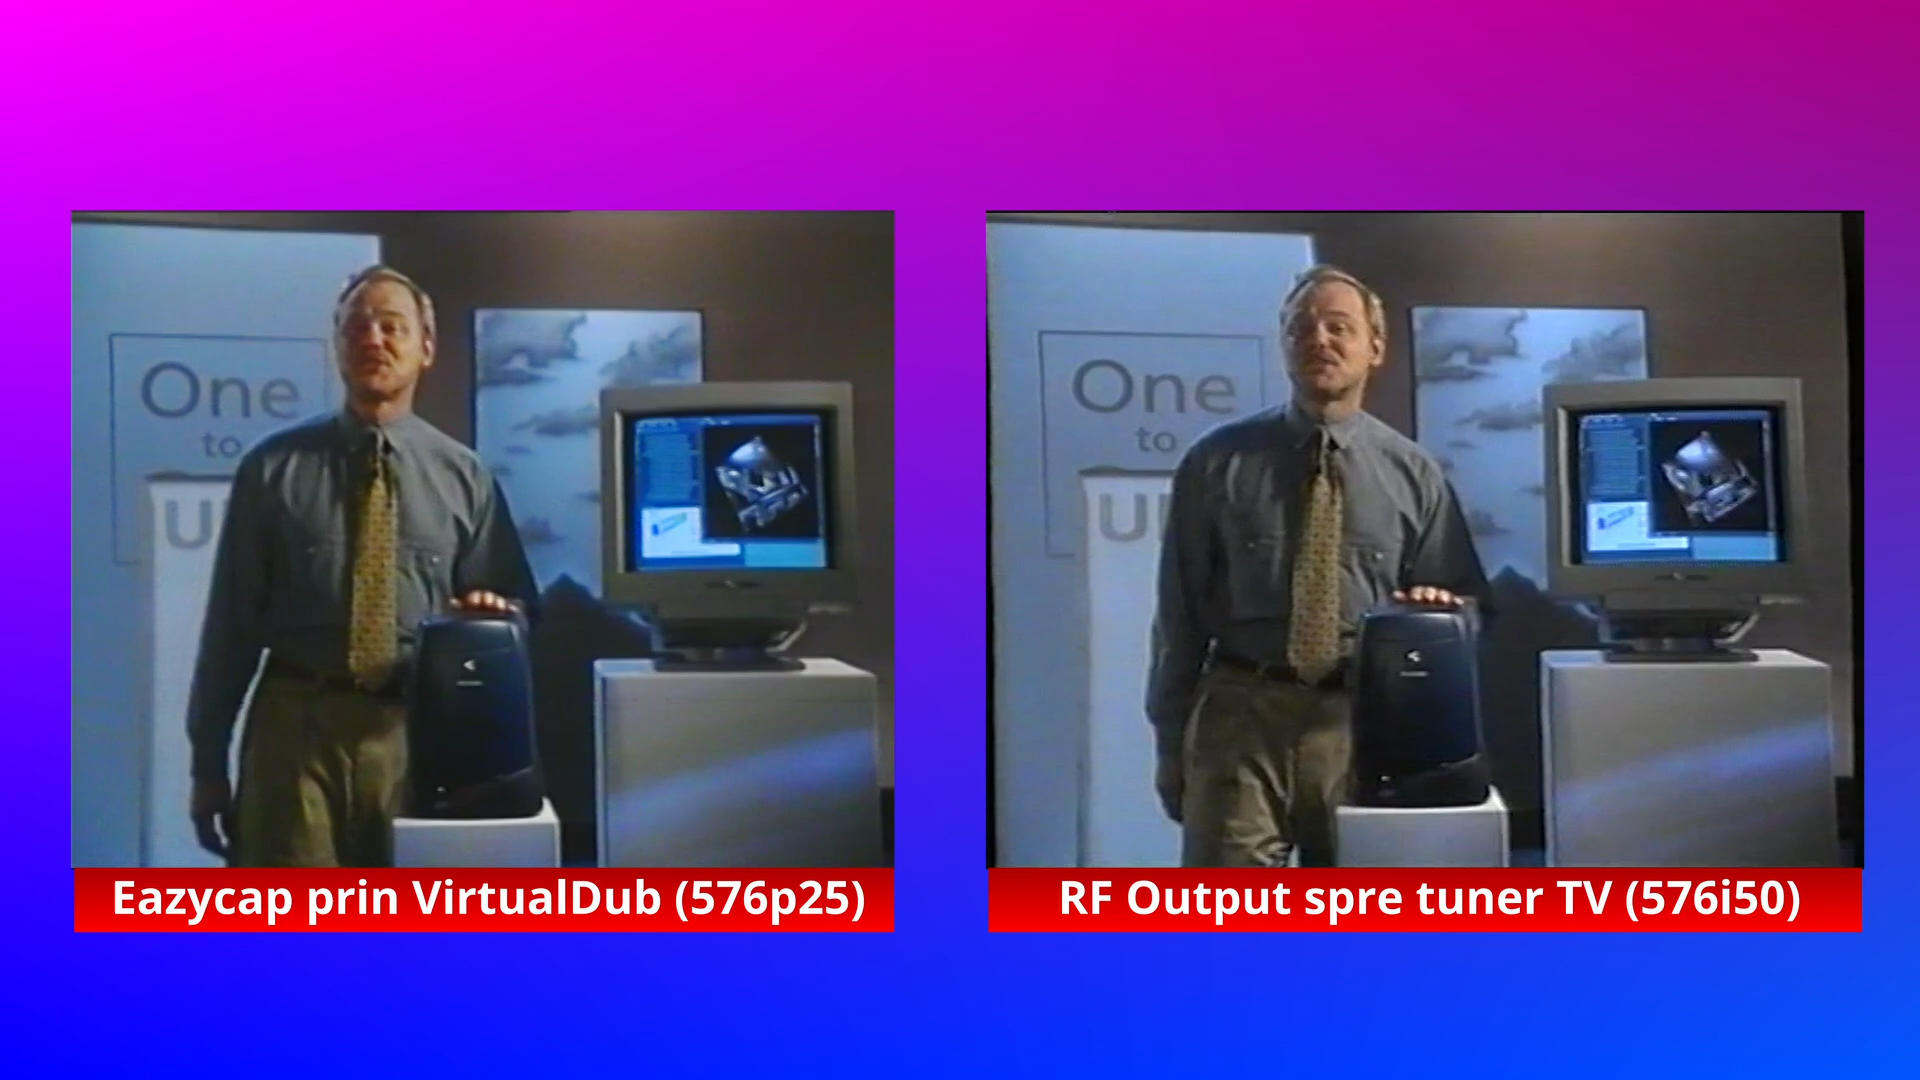 One
to
One
to
Eazycap prin VirtualDub (576p25)
RF Output spre tuner TV (576i50)